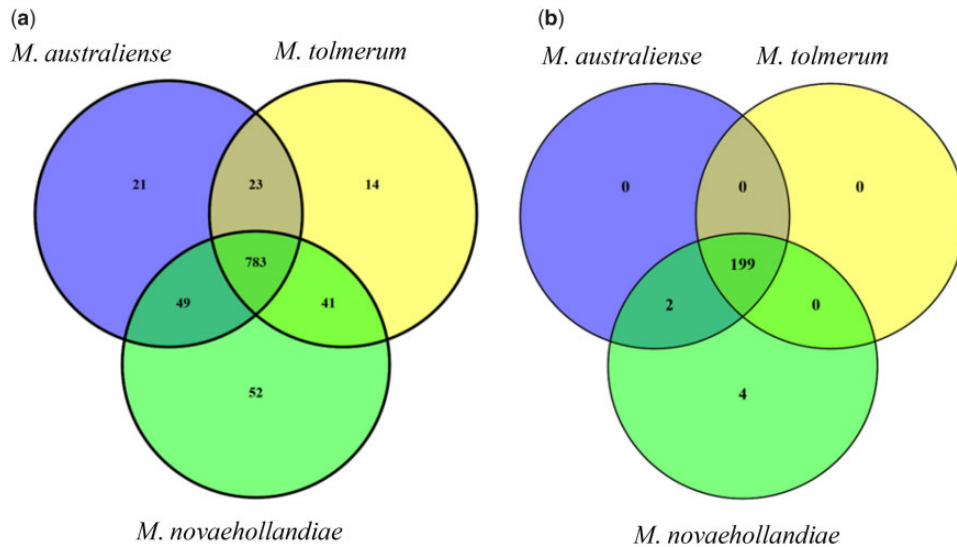 (a)
M. australiense M. tolmerum
21 23 14
783
49 41
52
M. novaehollandiae
(b)
M. australiense M. tolmerum
0 0 0
199
2 0
4
M. novaehollandiae